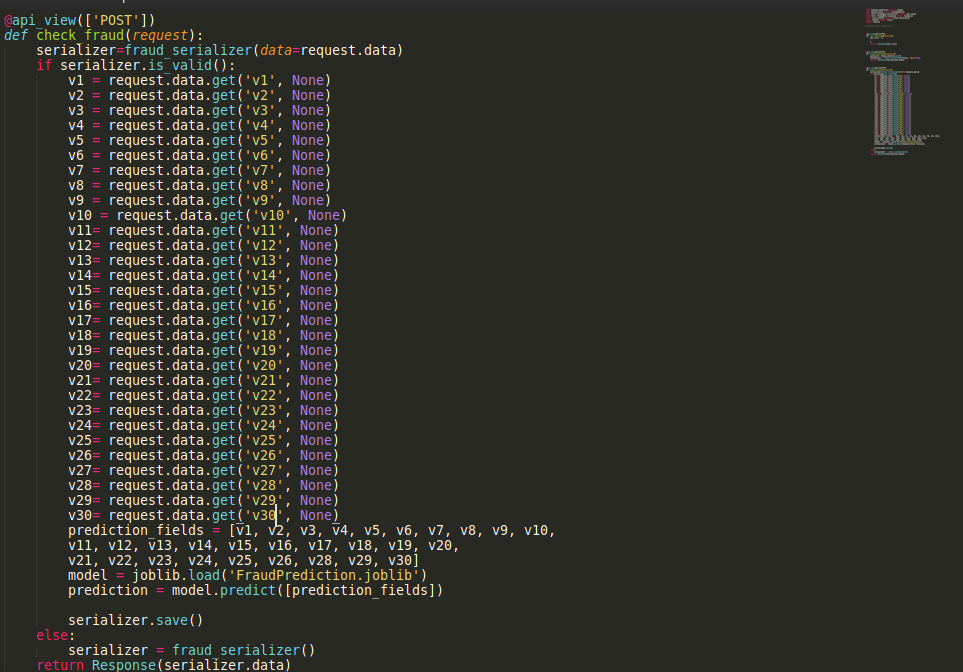 @api_view(['POST'])
def check_fraud(request):
    serializer=fraud_serializer(data=request.data)
    if serializer.is_valid():
        v1 = request.data.get('v1', None)
        v2 = request.data.get('v2', None)
        v3 = request.data.get('v3', None)
        v4 = request.data.get('v4', None)
        v5 = request.data.get('v5', None)
        v6 = request.data.get('v6', None)
        v7 = request.data.get('v7', None)
        v8 = request.data.get('v8', None)
        v9 = request.data.get('v9', None)
        v10 = request.data.get('v10', None)
        v11= request.data.get('v11', None)
        v12= request.data.get('v12', None)
        v13= request.data.get('v13', None)
        v14= request.data.get('v14', None)
        v15= request.data.get('v15', None)
        v16= request.data.get('v16', None)
        v17= request.data.get('v17', None)
        v18= request.data.get('v18', None)
        v19= request.data.get('v19', None)
        v20= request.data.get('v20', None)
        v21= request.data.get('v21', None)
        v22= request.data.get('v22', None)
        v23= request.data.get('v23', None)
        v24= request.data.get('v24', None)
        v25= request.data.get('v25', None)
        v26= request.data.get('v26', None)
        v27= request.data.get('v27', None)
        v28= request.data.get('v28', None)
        v29= request.data.get('v29', None)
        v30= request.data.get('v30', None)
        prediction_fields = [v1, v2, v3, v4, v5, v6, v7, v8, v9, v10,
        v11, v12, v13, v14, v15, v16, v17, v18, v19, v20,
        v21, v22, v23, v24, v25, v26, v28, v29, v30]
        model = joblib.load('FraudPrediction.joblib')
        prediction = model.predict([prediction_fields])
        serializer.save()
    else:
        serializer = fraud_serializer()
    return Response(serializer.data)